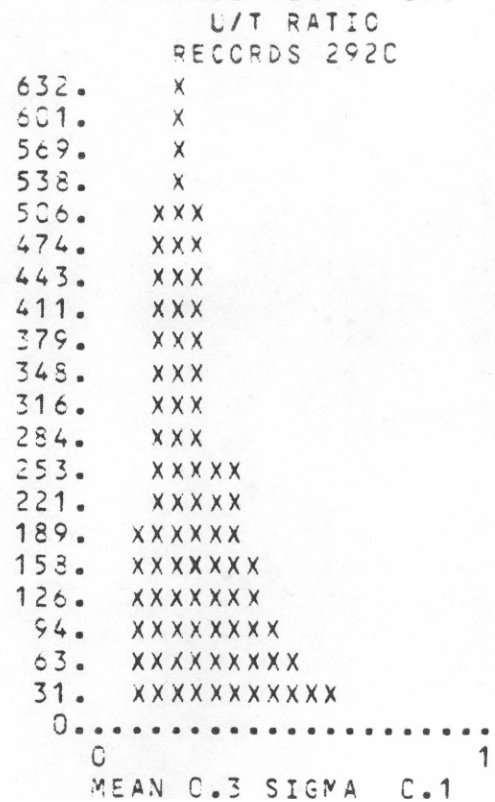 U/T RATIO
RECORDS 2920
632. X
601. X
569. X
538. X
506. XXX
474. XXX
443. XXX
411. XXX
379. XXX
348. XXX
316. XXX
284. XXX
253. XXXXX
221. XXXXX
189. XXXXXX
158. XXXXXXX
126. XXXXXXX
94. XXXXXXXX
63. XXXXXXXXX
31. XXXXXXXXXXX
0.....................
0 1
MEAN 0.3 SIGMA 0.1